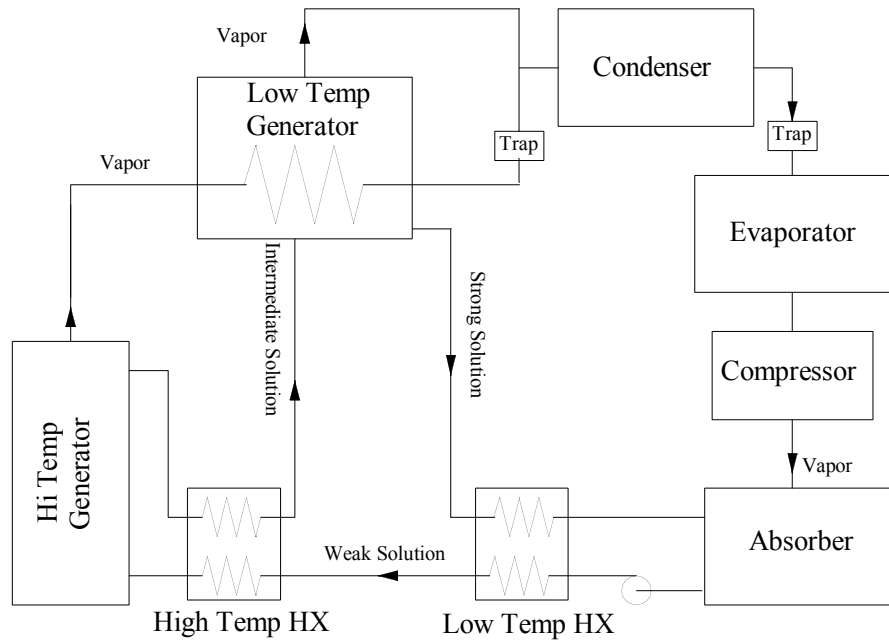 Vapor
Condenser
Low Temp
Generator
Trap
Trap
Vapor
Evaporator
Intermediate Solution
Strong Solution
Compressor
Hi Temp
Generator
Vapor
Absorber
Weak Solution
High Temp HX
Low Temp HX